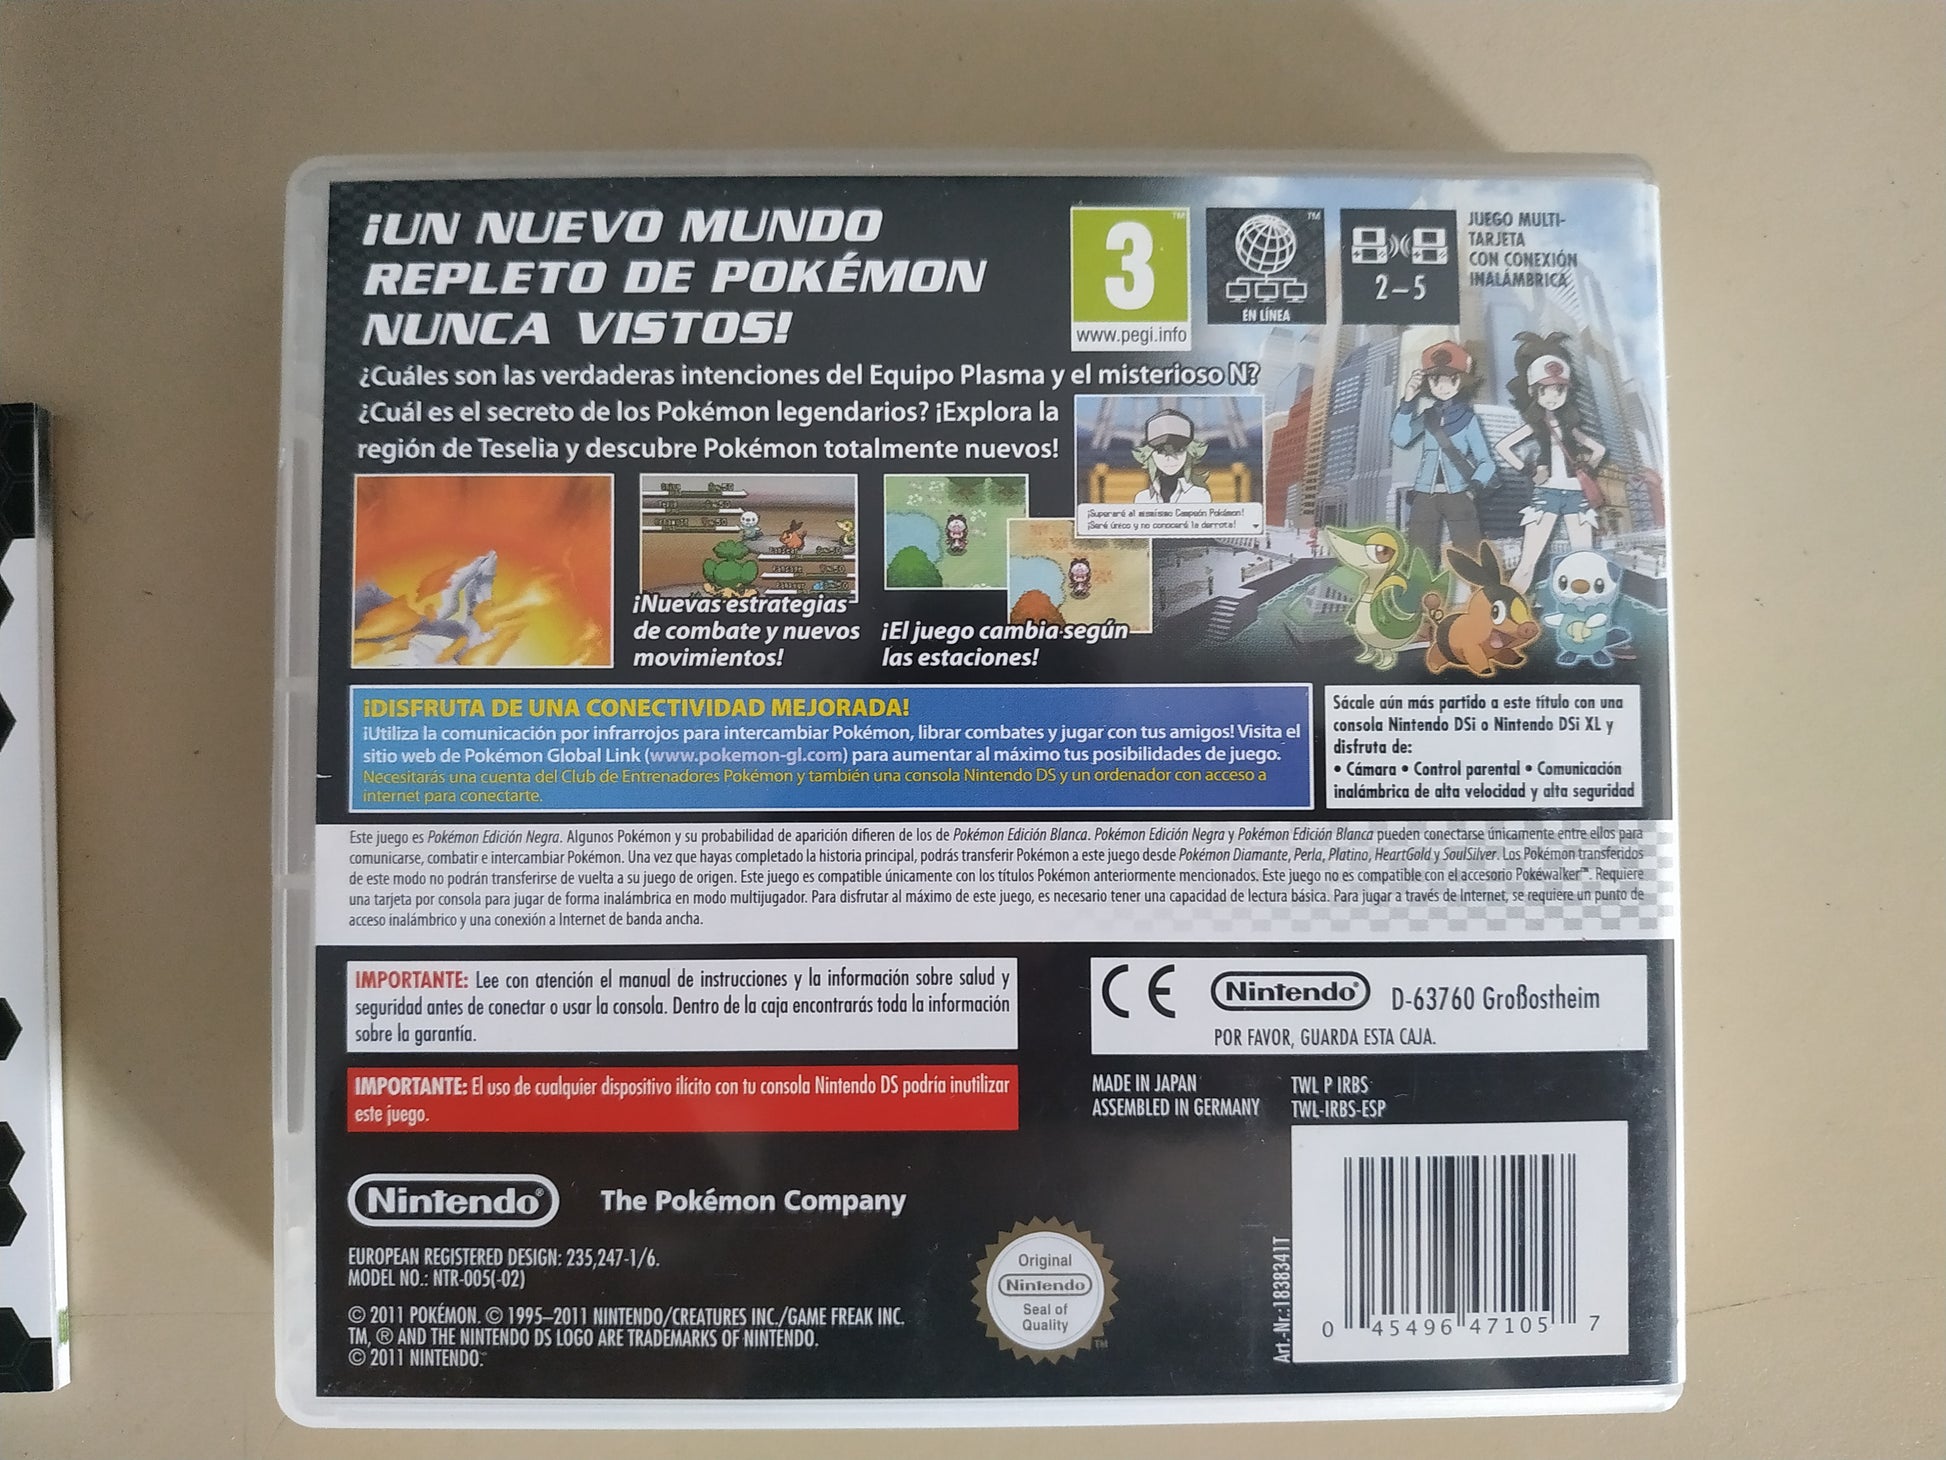 ¡UN NUEVO MUNDO
REPLETO DE POKÉMON
NUNCA VISTOS!
3
™
www.pegi.info
™
EN LÍNEA
2–5
JUEGO MULTI-
TARJETA
CON CONEXIÓN
INALÁMBRICA
¿Cuáles son las verdaderas intenciones del Equipo Plasma y el misterioso N?
¿Cuál es el secreto de los Pokémon legendarios? ¡Explora la
región de Teselia y descubre Pokémon totalmente nuevos!
¡Superaré al mismísimo Campeón Pokémon!
¡Seré único y no conoceré la derrota!
¡Nuevas estrategias
de combate y nuevos
movimientos!
¡El juego cambia según
las estaciones!
¡DISFRUTA DE UNA CONECTIVIDAD MEJORADA!
¡Utiliza la comunicación por infrarrojos para intercambiar Pokémon, librar combates y jugar con tus amigos! Visita el
sitio web de Pokémon Global Link (www.pokemon-gl.com) para aumentar al máximo tus posibilidades de juego.
Necesitarás una cuenta del Club de Entrenadores Pokémon y también una consola Nintendo DS y un ordenador con acceso a
internet para conectarte.
Sácale aún más partido a este título con una
consola Nintendo DSi o Nintendo DSi XL y
disfruta de:
• Cámara • Control parental • Comunicación
inalámbrica de alta velocidad y alta seguridad
Este juego es Pokémon Edición Negra. Algunos Pokémon y su probabilidad de aparición difieren de los de Pokémon Edición Blanca. Pokémon Edición Negra y Pokémon Edición Blanca pueden conectarse únicamente entre ellos para
comunicarse, combatir e intercambiar Pokémon. Una vez que hayas completado la historia principal, podrás transferir Pokémon a este juego desde Pokémon Diamante, Perla, Platino, HeartGold y SoulSilver. Los Pokémon transferidos
de este modo no podrán transferirse de vuelta a su juego de origen. Este juego es compatible únicamente con los títulos Pokémon anteriormente mencionados. Este juego no es compatible con el accesorio Pokéwalker™. Requiere
una tarjeta por consola para jugar de forma inalámbrica en modo multijugador. Para disfrutar al máximo de este juego, es necesario tener una capacidad de lectura básica. Para jugar a través de Internet, se requiere un punto de
acceso inalámbrico y una conexión a Internet de banda ancha.
IMPORTANTE: Lee con atención el manual de instrucciones y la información sobre salud y
seguridad antes de conectar o usar la consola. Dentro de la caja encontrarás toda la información
sobre la garantía.
IMPORTANTE: El uso de cualquier dispositivo ilícito con tu consola Nintendo DS podría inutilizar
este juego.
CE Nintendo® D-63760 Großostheim
POR FAVOR, GUARDA ESTA CAJA.
MADE IN JAPAN
ASSEMBLED IN GERMANY
TWL P IRBS
TWL-IRBS-ESP
Nintendo® The Pokémon Company
EUROPEAN REGISTERED DESIGN: 235,247-1/6.
MODEL NO.: NTR-005(-02)
© 2011 POKÉMON. © 1995–2011 NINTENDO/CREATURES INC./GAME FREAK INC.
TM, ® AND THE NINTENDO DS LOGO ARE TRADEMARKS OF NINTENDO.
© 2011 NINTENDO.
Original
Nintendo
Seal of
Quality
TM
Art.-Nr.:1838341T
0 45496 47105 7